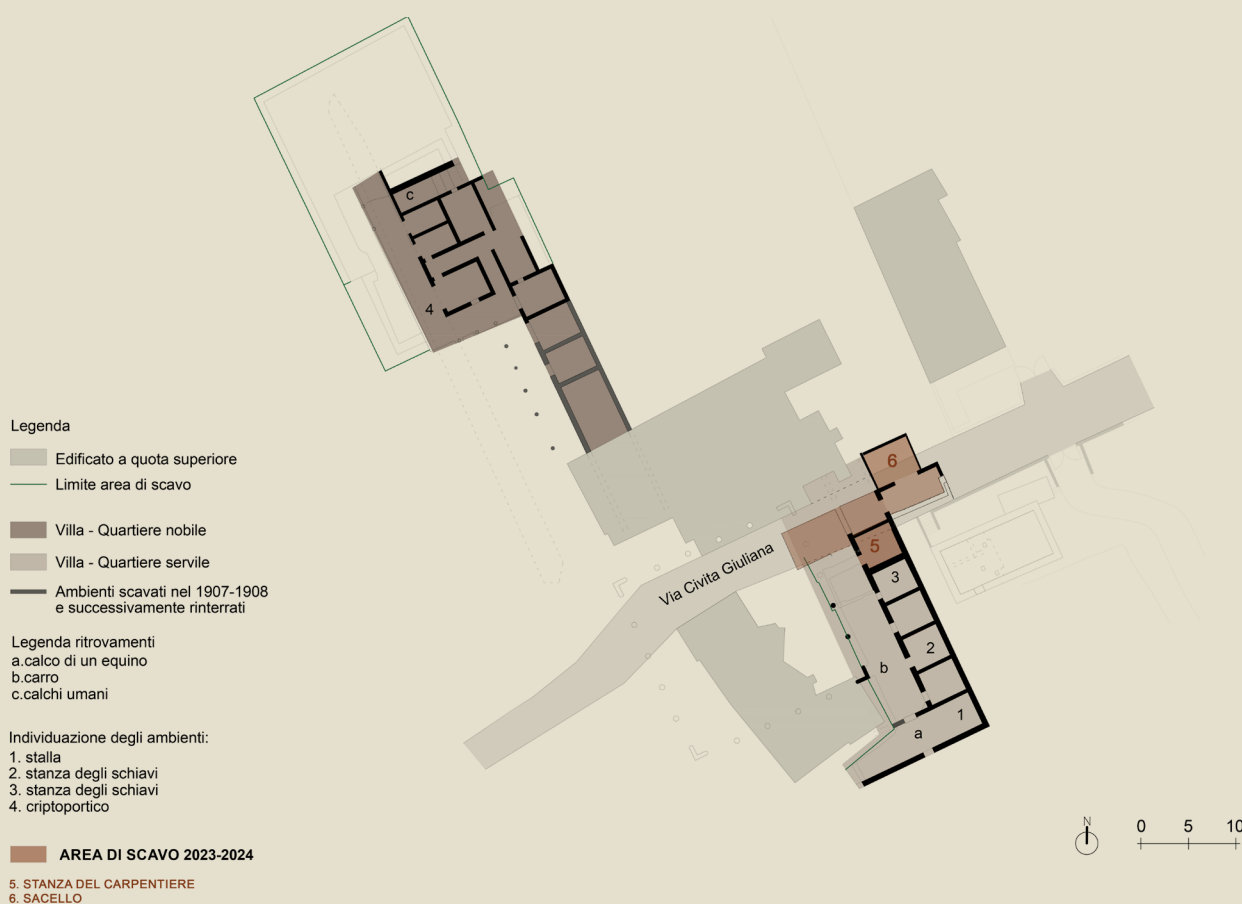 c
4
6
5
3
2
b
1
a
Via Civita Giuliana
Legenda
Edificato a quota superiore
Limite area di scavo
Villa - Quartiere nobile
Villa - Quartiere servile
Ambienti scavati nel 1907-1908
e successivamente rinterrati
Legenda ritrovamenti
a.calco di un equino
b.carro
c.calchi umani
Individuazione degli ambienti:
1. stalla
2. stanza degli schiavi
3. stanza degli schiavi
4. criptoportico
AREA DI SCAVO 2023-2024
5. STANZA DEL CARPENTIERE
6. SACELLO
N
0 5 10